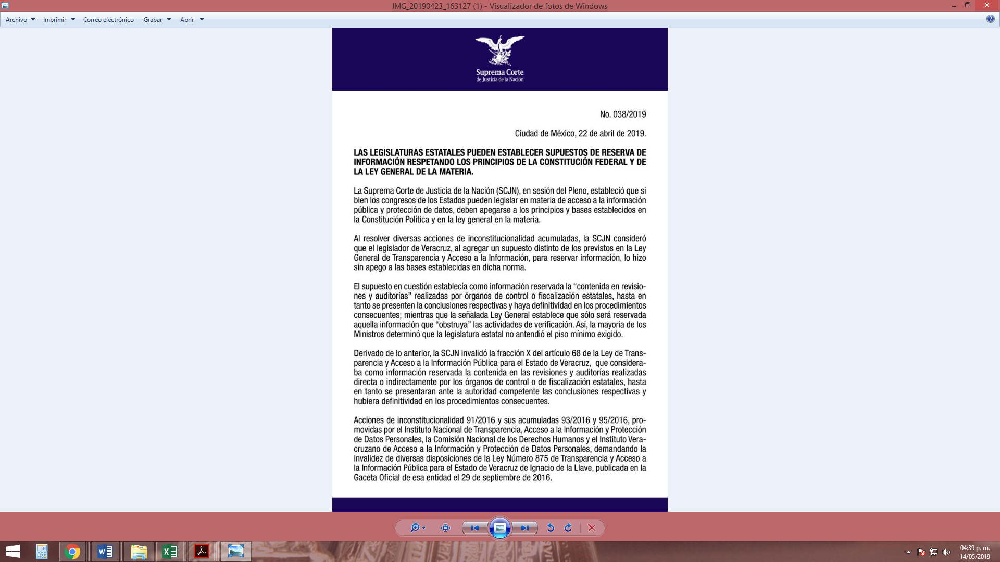 IMG_20190423_163127 (1) - Visualizador de fotos de Windows
Archivo Imprimir Correo electrónico Grabar Abrir
Suprema Corte
de Justicia de la Nación
No. 038/2019
Ciudad de México, 22 de abril de 2019.
LAS LEGISLATURAS ESTATALES PUEDEN ESTABLECER SUPUESTOS DE RESERVA DE
INFORMACIÓN RESPETANDO LOS PRINCIPIOS DE LA CONSTITUCIÓN FEDERAL Y DE
LA LEY GENERAL DE LA MATERIA.
La Suprema Corte de Justicia de la Nación (SCJN), en sesión del Pleno, estableció que si
bien los congresos de los Estados pueden legislar en materia de acceso a la información
pública y protección de datos, deben apegarse a los principios y bases establecidos en
la Constitución Política y en la ley general en la materia.
Al resolver diversas acciones de inconstitucionalidad acumuladas, la SCJN consideró
que el legislador de Veracruz, al agregar un supuesto distinto de los previstos en la Ley
General de Transparencia y Acceso a la Información, para reservar información, lo hizo
sin apego a las bases establecidas en dicha norma.
El supuesto en cuestión establecía como información reservada la “contenida en revisio-
nes y auditorías” realizadas por órganos de control o fiscalización estatales, hasta en
tanto se presenten la conclusiones respectivas y haya definitividad en los procedimientos
consecuentes; mientras que la señalada Ley General establece que sólo será reservada
aquella información que “obstruya” las actividades de verificación. Así, la mayoría de los
Ministros determinó que la legislatura estatal no antendió el piso mínimo exigido.
Derivado de lo anterior, la SCJN invalidó la fracción X del artículo 68 de la Ley de Trans-
parencia y Acceso a la Información Pública para el Estado de Veracruz, que considera-
ba como información reservada la contenida en las revisiones y auditorías realizadas
directa o indirectamente por los órganos de control o de fiscalización estatales, hasta
en tanto se presentaran ante la autoridad competente las conclusiones respectivas y
hubiera definitividad en los procedimientos consecuentes.
Acciones de inconstitucionalidad 91/2016 y sus acumuladas 93/2016 y 95/2016, pro-
movidas por el Instituto Nacional de Transparencia, Acceso a la Información y Protección
de Datos Personales, la Comisión Nacional de los Derechos Humanos y el Instituto Vera-
cruzano de Acceso a la Información y Protección de Datos Personales, demandando la
invalidez de diversas disposiciones de la Ley Número 875 de Transparencia y Acceso a
la Información Pública para el Estado de Veracruz de Ignacio de la Llave, publicada en la
Gaceta Oficial de esa entidad el 29 de septiembre de 2016.
04:39 p. m.
14/05/2019